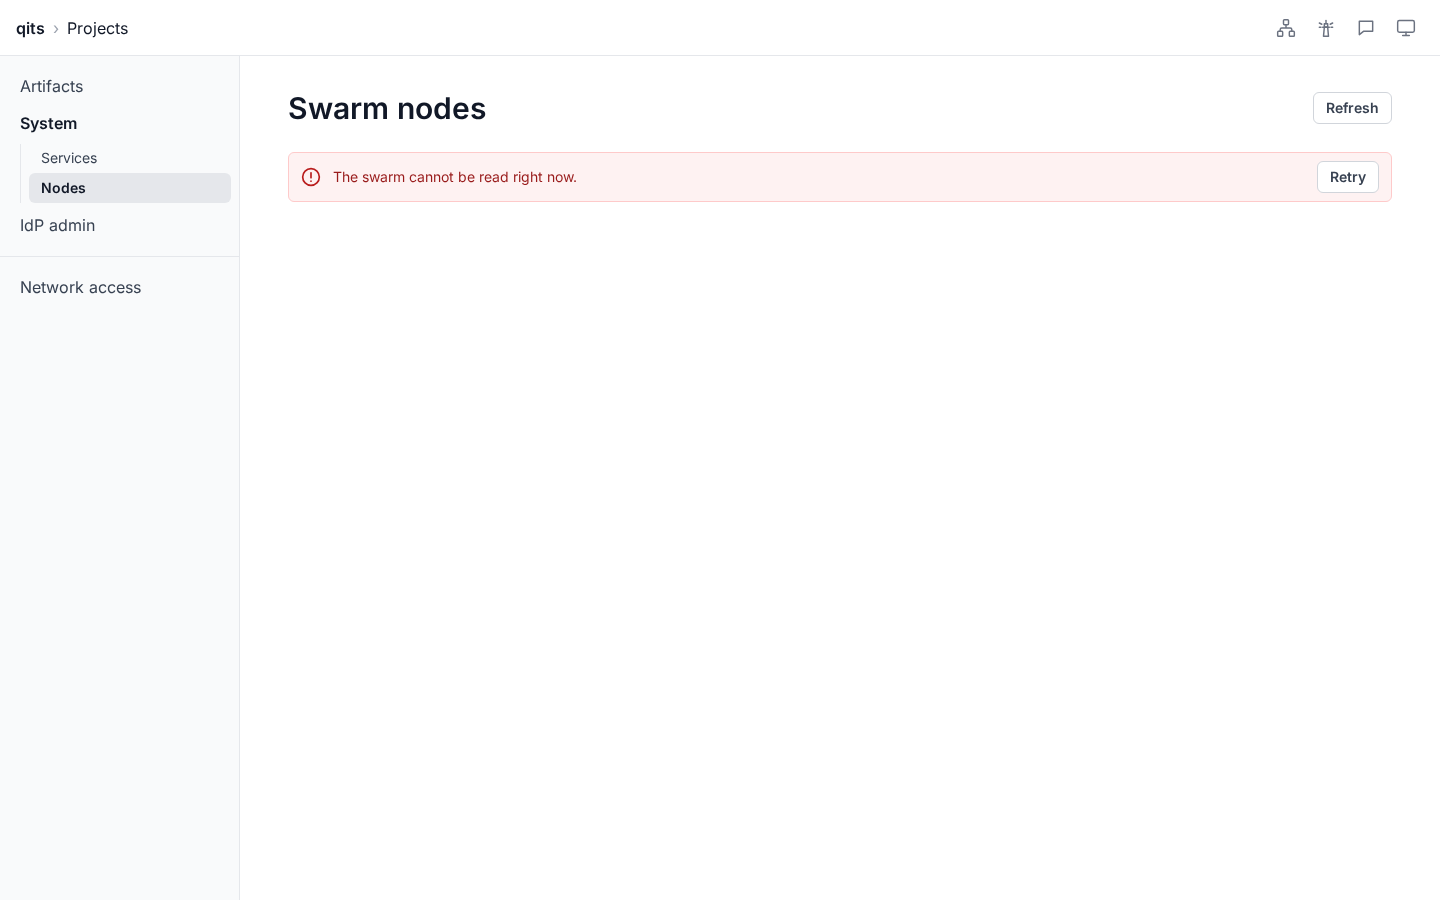 qits › Projects
Artifacts
System
Services
Nodes
IdP admin
Network access
Swarm nodes
Refresh
The swarm cannot be read right now.
Retry